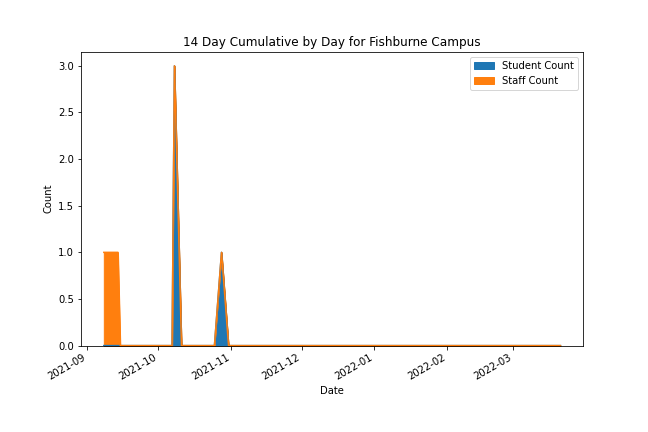 14 Day Cumulative by Day for Fishburne Campus
Student Count
Staff Count
3.0
2.5
2.0
1.5
1.0
0.5
0.0
Count
2021-09
2021-10
2021-11
2021-12
2022-01
2022-02
2022-03
Date